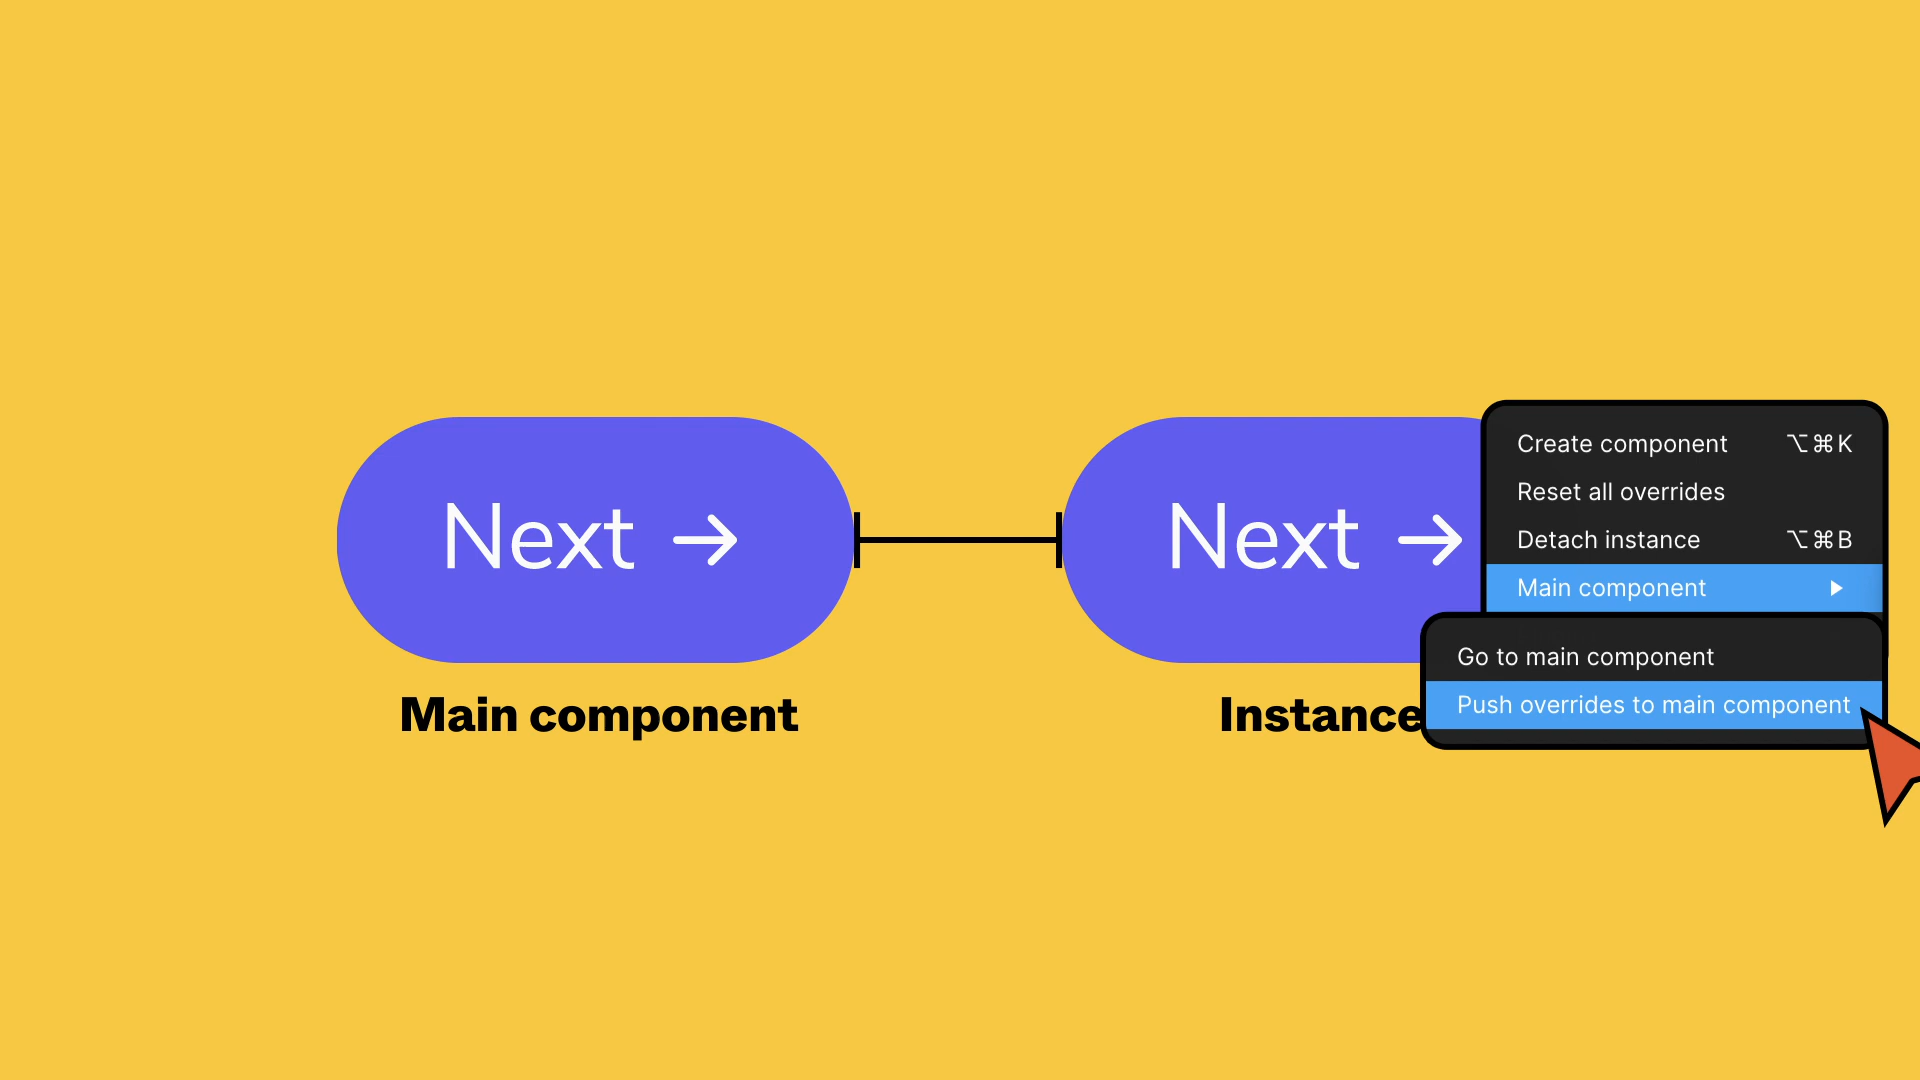 Next →
Main component
Next →
Instance
Create component ⌥⌘K
Reset all overrides
Detach instance ⌥⌘B
Main component ▶
Go to main component
Push overrides to main component